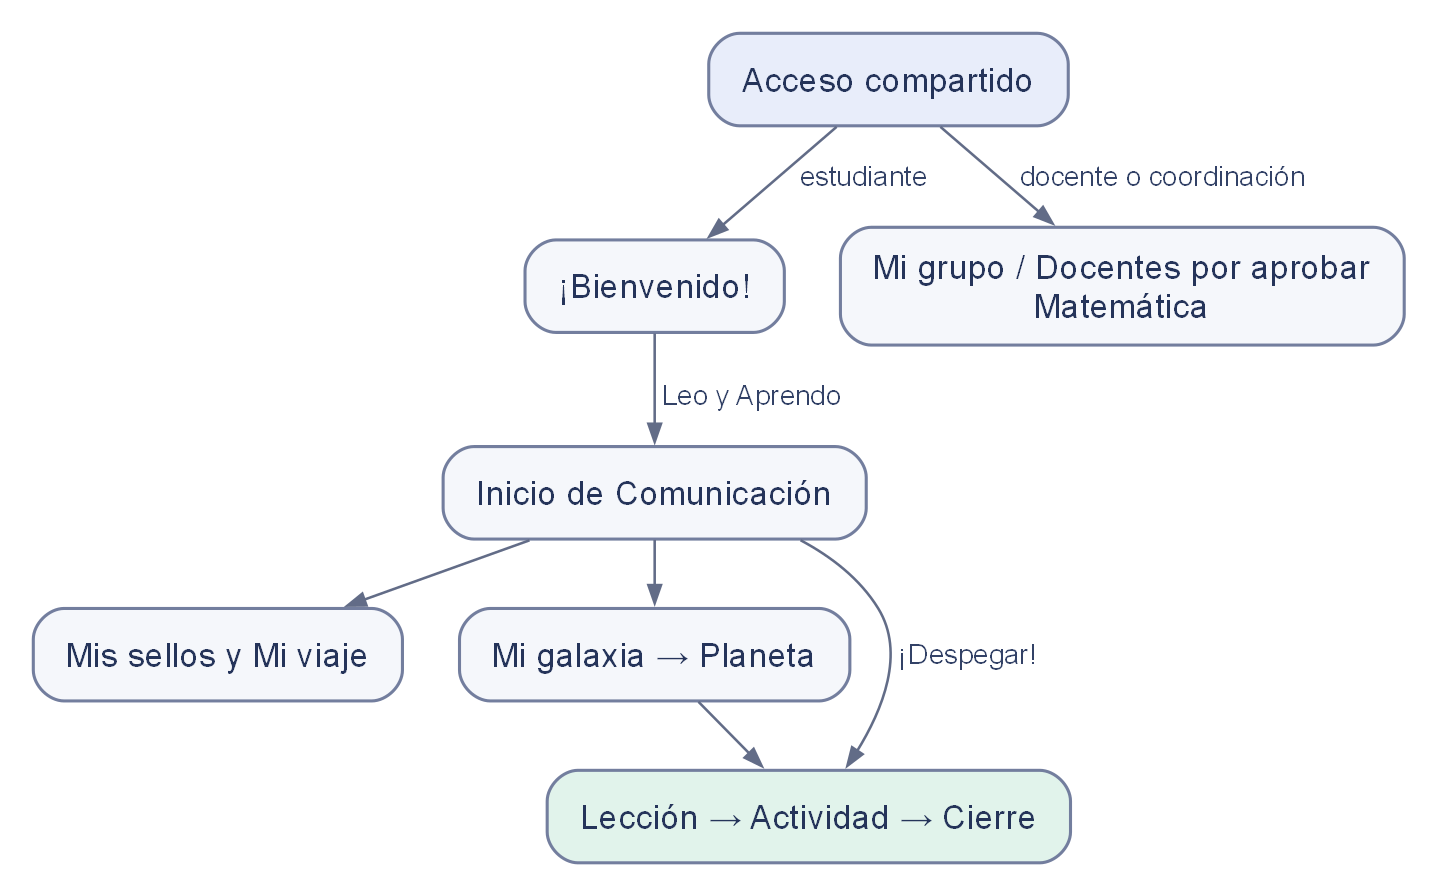 Acceso compartido
estudiante
docente o coordinación
¡Bienvenido!
Mi grupo / Docentes por aprobar
Matemática
Leo y Aprendo
Inicio de Comunicación
Mis sellos y Mi viaje
Mi galaxia → Planeta
¡Despegar!
Lección → Actividad → Cierre